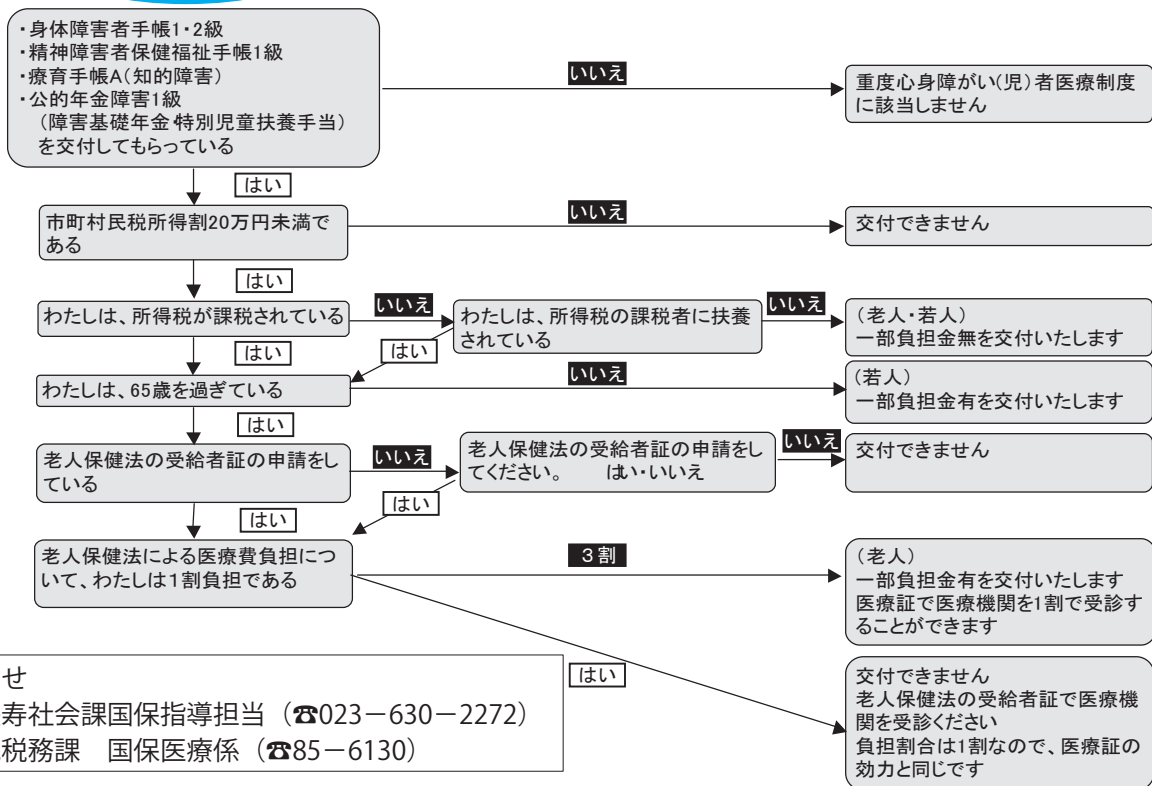 ・身体障害者手帳1・2級
・精神障害者保健福祉手帳1級
・療育手帳A（知的障害）
・公的年金障害1級
（障害基礎年金・特別児童扶養手当）
を交付してもらっている
いいえ
重度心身障がい（児）者医療制度
に該当しません
はい
市町村民税所得割20万円未満で
ある
いいえ
交付できません
はい
わたしは、所得税が課税されている
いいえ
わたしは、所得税の課税者に扶養
されている
いいえ
（老人・若人）
一部負担金無を交付いたします
はい
はい
わたしは、65歳を過ぎている
いいえ
（若人）
一部負担金有を交付いたします
はい
老人保健法の受給者証の申請をし
ている
いいえ
老人保健法の受給者証の申請をし
てください。　はい・いいえ
いいえ
交付できません
はい
はい
老人保健法による医療費負担につ
いて、わたしは1割負担である
3割
（老人）
一部負担金有を交付いたします
医療証で医療機関を1割で受診す
ることができます
はい
交付できません
老人保健法の受給者証で医療機
関を受診ください
負担割合は1割なので、医療証の
効力と同じです
せ
寿社会課国保指導担当（☎023－630－2272）
税務課　国保医療係（☎85－6130）